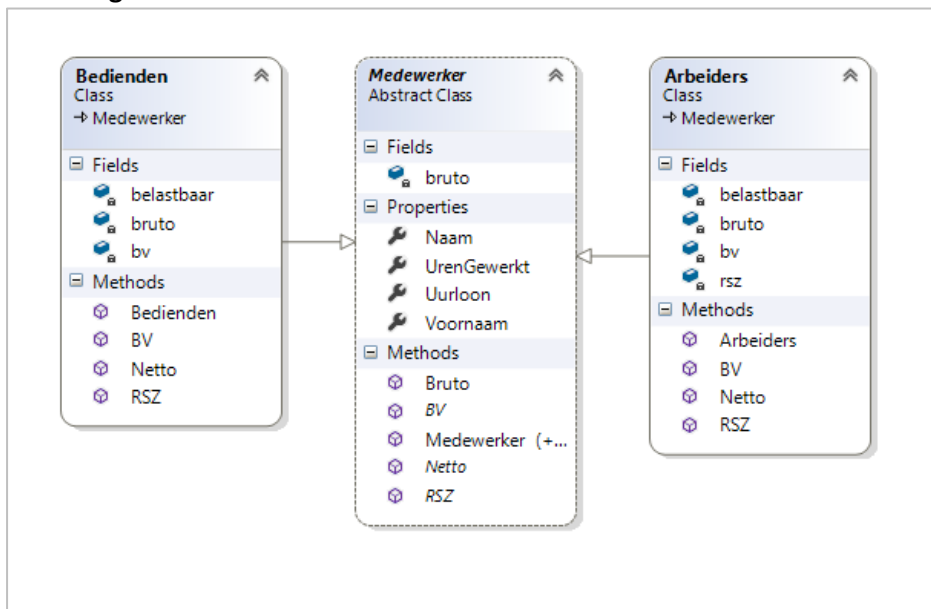 Bedienden
Class
Medewerker
Fields
belastbaar
bruto
bv
Methods
Bedienden
BV
Netto
RSZ
Medewerker
Abstract Class
Fields
bruto
Properties
Naam
UrenGewerkt
Uurloon
Voornaam
Methods
Bruto
BV
Medewerker (+...
Netto
RSZ
Arbeiders
Class
Medewerker
Fields
belastbaar
bruto
bv
rsz
Methods
Arbeiders
BV
Netto
RSZ